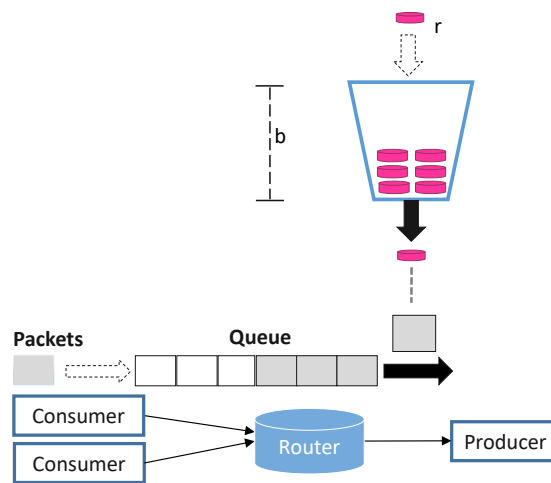 r
b
Packets
Queue
Consumer
Consumer
Router
Producer